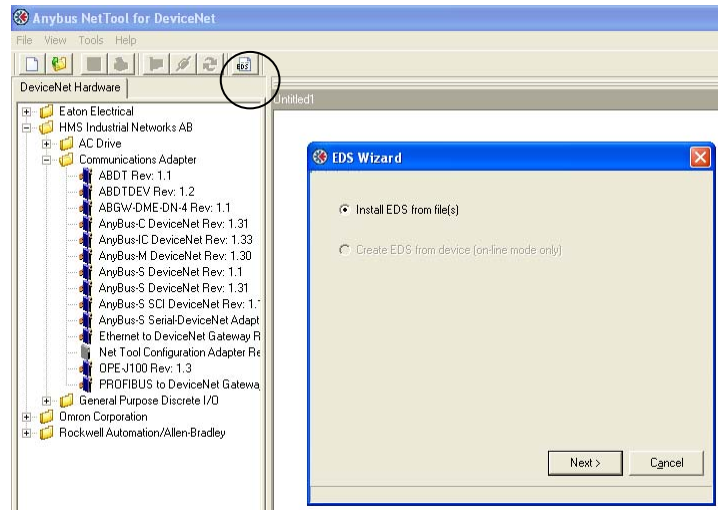 Anybus NetTool for DeviceNet
File View Tools Help
EDS
DeviceNet Hardware
Untitled1
Eaton Electrical
HMS Industrial Networks AB
AC Drive
Communications Adapter
ABDT Rev: 1.1
ABDTDEV Rev: 1.2
ABGW-DME-DN-4 Rev: 1.1
AnyBus-C DeviceNet Rev: 1.31
AnyBus-IC DeviceNet Rev: 1.33
AnyBus-M DeviceNet Rev: 1.30
AnyBus-S DeviceNet Rev: 1.1
AnyBus-S DeviceNet Rev: 1.31
AnyBus-S SCI DeviceNet Rev: 1.
AnyBus-S Serial-DeviceNet Adapt
Ethernet to DeviceNet Gateway R
Net Tool Configuration Adapter Re
OPE-J100 Rev: 1.3
PROFIBUS to DeviceNet Gateway
General Purpose Discrete I/O
Omron Corporation
Rockwell Automation/Allen-Bradley
EDS Wizard
Install EDS from file(s)
Create EDS from device (on-line mode only)
Next >
Cancel